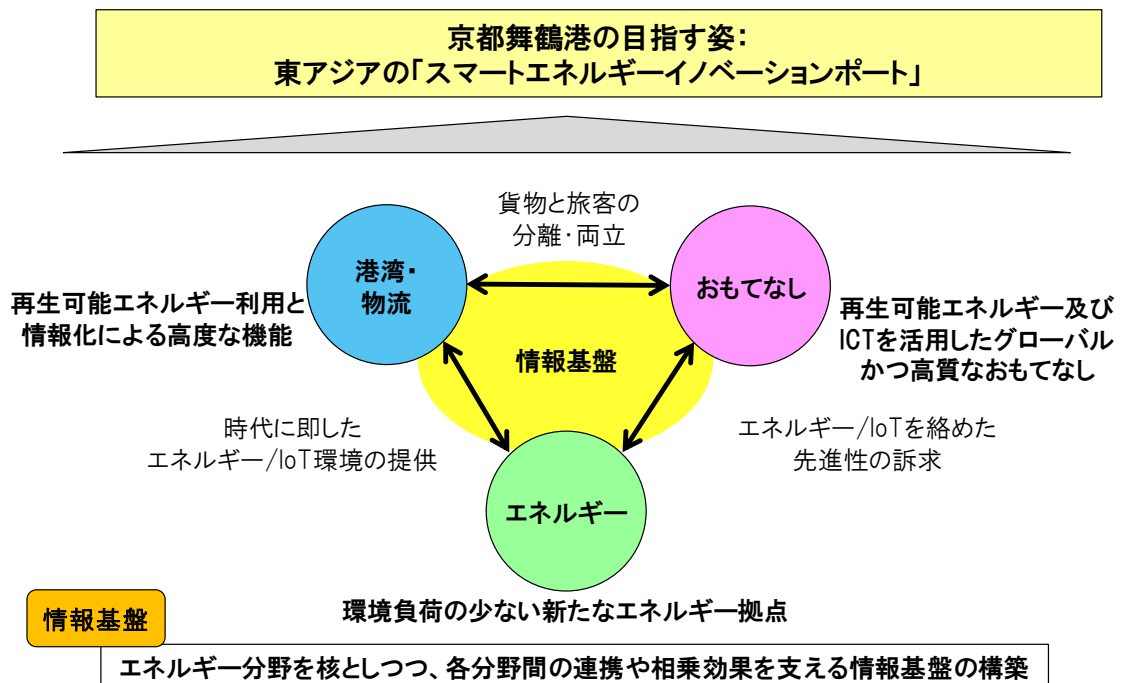 京都舞鶴港の目指す姿：
東アジアの「スマートエネルギーイノベーションポート」
貨物と旅客の
分離・両立
港湾・
物流
おもてなし
再生可能エネルギー利用と
情報化による高度な機能
再生可能エネルギー及び
ICTを活用したグローバル
かつ高質なおもてなし
情報基盤
時代に即した
エネルギー/IoT環境の提供
エネルギー/IoTを絡めた
先進性の訴求
エネルギー
環境負荷の少ない新たなエネルギー拠点
情報基盤
エネルギー分野を核としつつ、各分野間の連携や相乗効果を支える情報基盤の構築